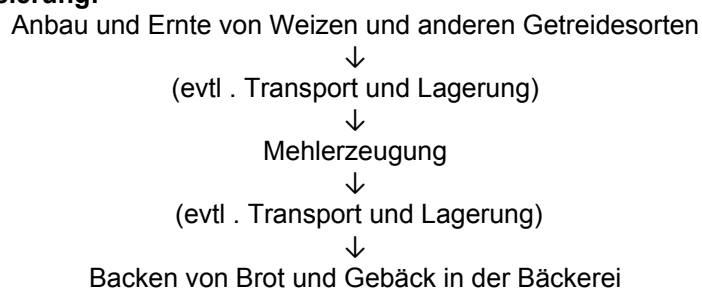 Anbau und Ernte von Weizen und anderen Getreidesorten
↓
(evtl . Transport und Lagerung)
↓
Mehlerzeugung
↓
(evtl . Transport und Lagerung)
↓
Backen von Brot und Gebäck in der Bäckerei